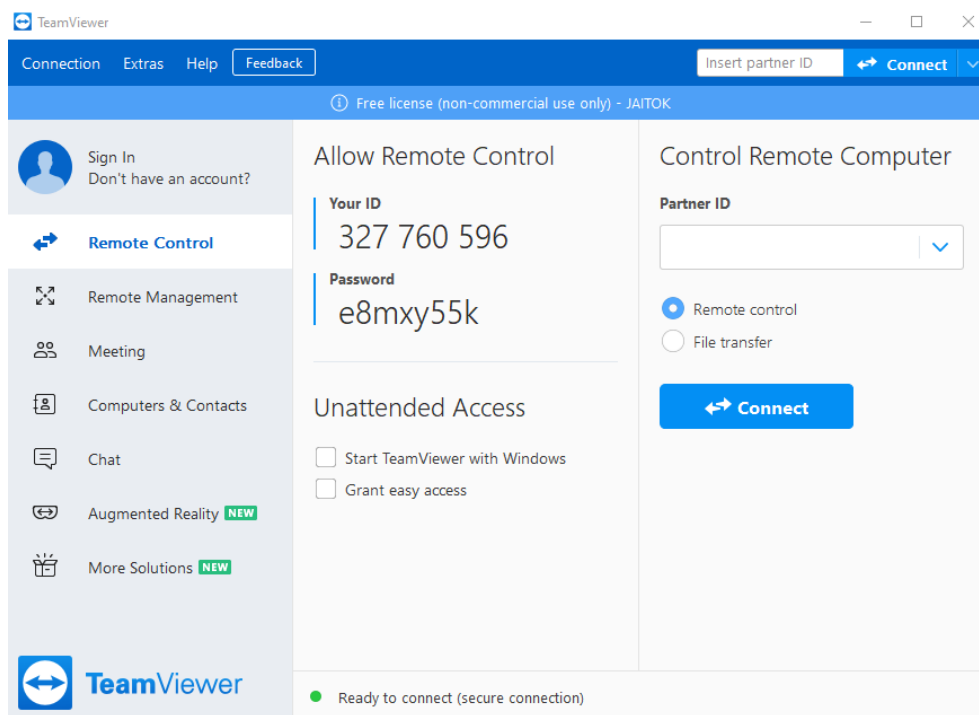 TeamViewer
Connection Extras Help Feedback
Insert partner ID Connect
Free license (non-commercial use only) - JAITOK
Sign In
Don't have an account?
Remote Control
Remote Management
Meeting
Computers & Contacts
Chat
Augmented Reality NEW
More Solutions NEW
TeamViewer
Allow Remote Control
Your ID
327 760 596
Password
e8mxy55k
Unattended Access
Start TeamViewer with Windows
Grant easy access
Control Remote Computer
Partner ID
Remote control
File transfer
Connect
Ready to connect (secure connection)